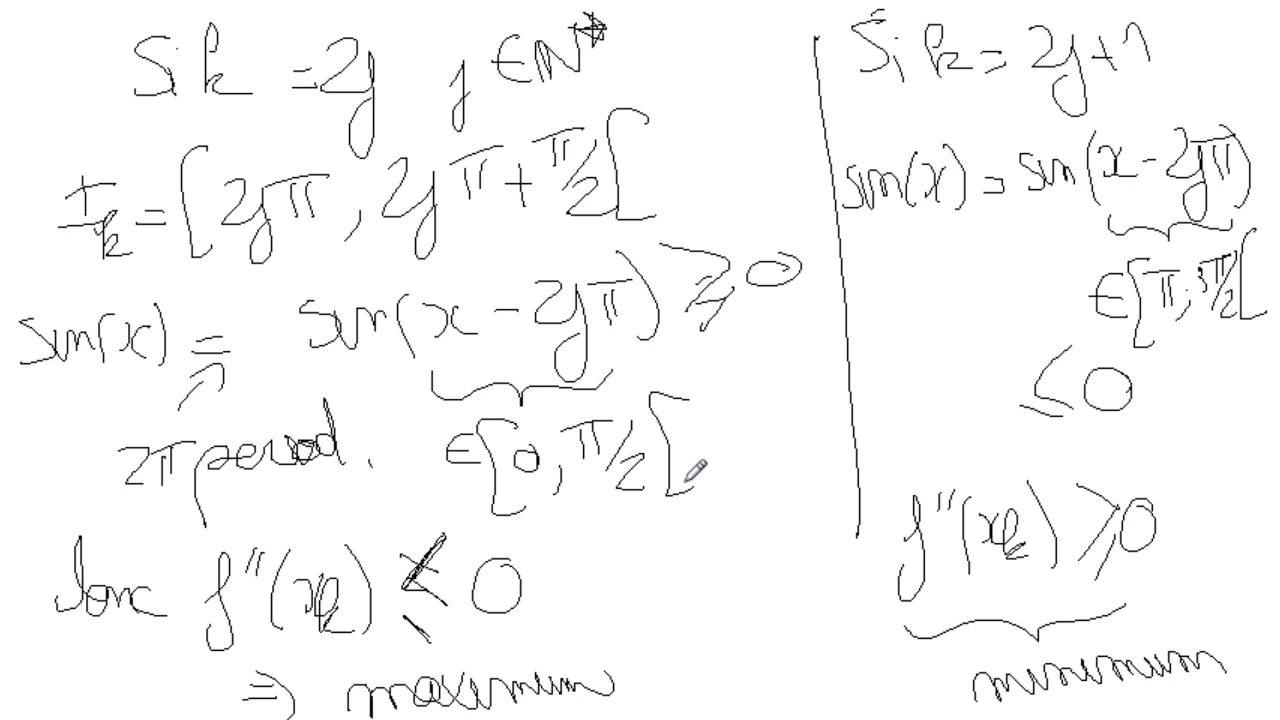 Si k = 2y y ∈ ℕ*
I_k = [2yπ, 2yπ + π/2[
sin(x) = sin(x - 2yπ) ≥ 0
2π period. ∈ [0, π/2[
donc f''(x_k) ≤ 0
⇒ maximum
Si k = 2y + 1
sin(x) = sin(x - 2yπ)
∈ [π, 3π/2[
≤ 0
f''(x_k) ≥ 0
minimum